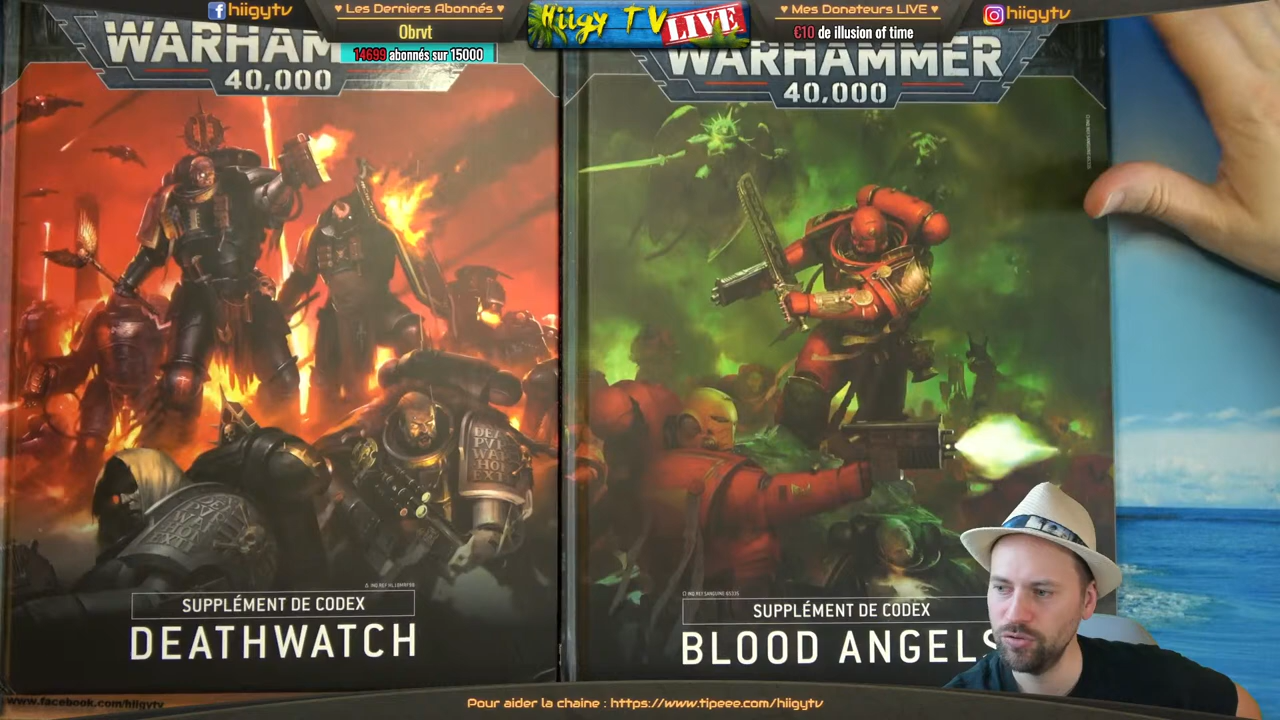 hiigytv
♥ Les Derniers Abonnés ♥
Obrvt
14699 abonnés sur 15000
Hiigy TV LIVE
♥ Mes Donateurs LIVE ♥
€10 de illusion of time
hiigytv
WARHAM
40,000
WARHAMMER
40,000
SUPPLÉMENT DE CODEX
DEATHWATCH
SUPPLÉMENT DE CODEX
BLOOD ANGELS
www.facebook.com/hiigytv
Pour aider la chaine : https://www.tipeee.com/hiigytv